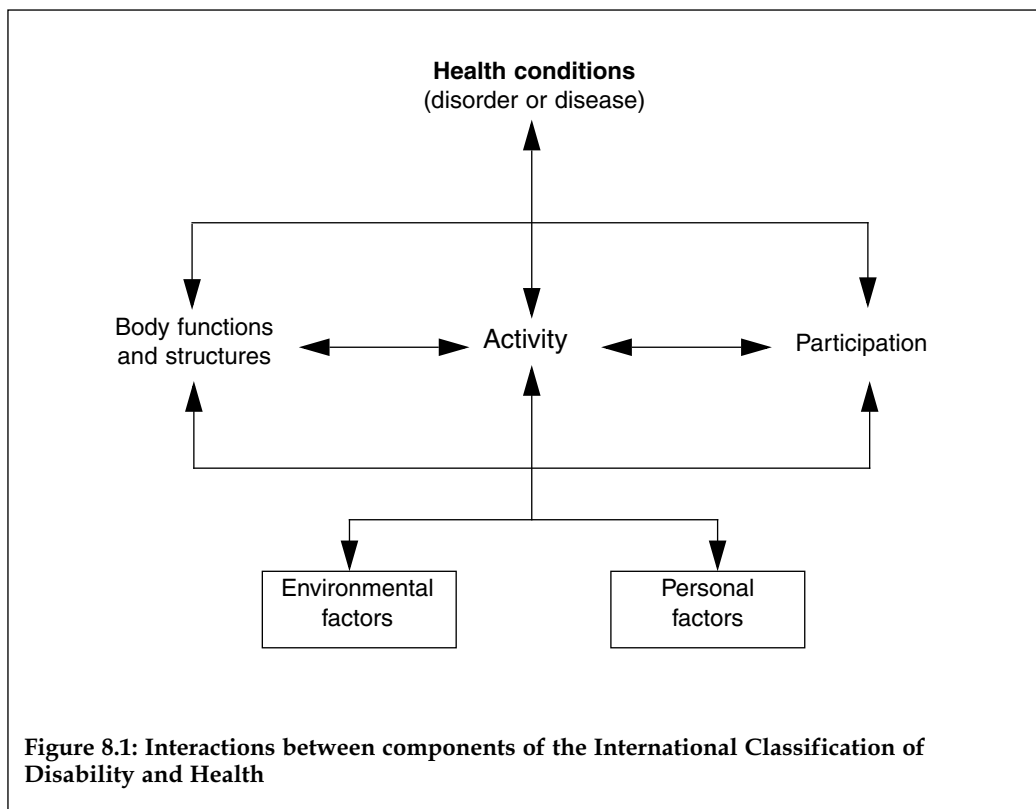 Health conditions
(disorder or disease)
Body functions
and structures
Activity
Participation
Environmental
factors
Personal
factors
Figure 8.1: Interactions between components of the International Classification of
Disability and Health